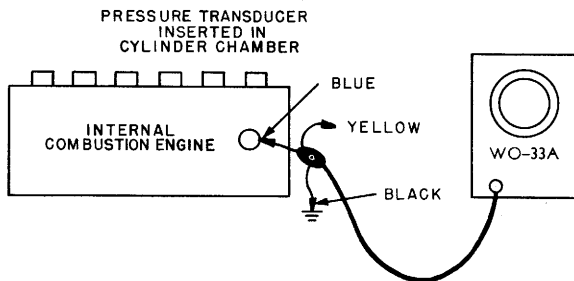 PRESSURE TRANSDUCER
INSERTED IN
CYLINDER CHAMBER
BLUE
INTERNAL
COMBUSTION ENGINE
YELLOW
WO-33A
BLACK